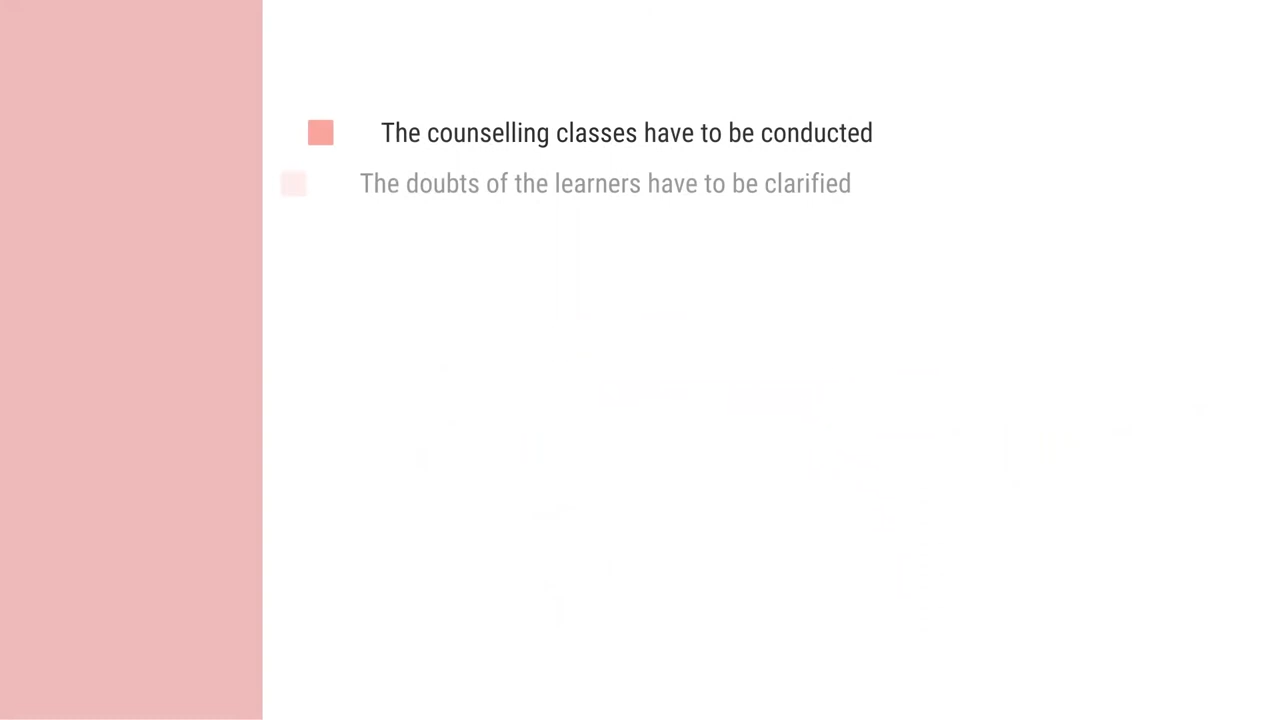 The counselling classes have to be conducted
The doubts of the learners have to be clarified